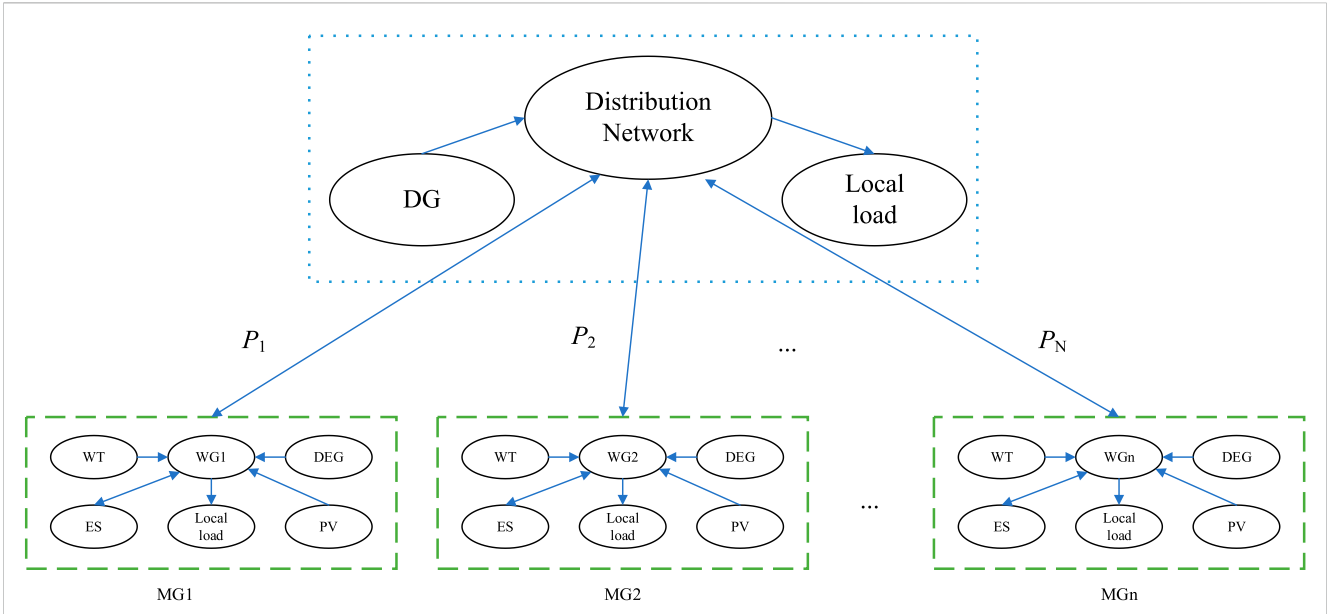 Distribution
Network
DG
Local
load
P1
P2
...
PN
WT
WG1
DEG
ES
Local
load
PV
MG1
WT
WG2
DEG
ES
Local
load
PV
MG2
...
WT
WGn
DEG
ES
Local
load
PV
MGn